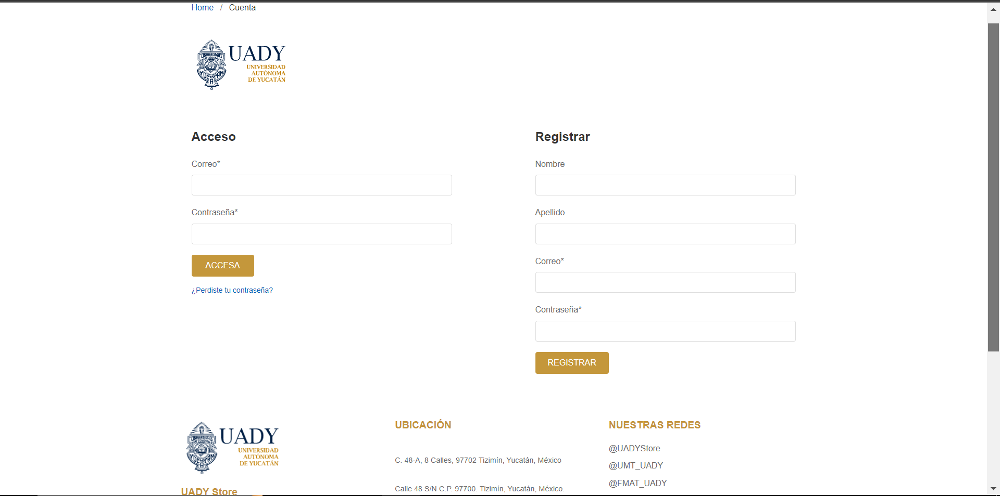 Home / Cuenta
UADY
UNIVERSIDAD
AUTÓNOMA
DE YUCATÁN
Acceso
Correo*
Contraseña*
ACCESA
¿Perdiste tu contraseña?
Registrar
Nombre
Apellido
Correo*
Contraseña*
REGISTRAR
UADY
UNIVERSIDAD
AUTÓNOMA
DE YUCATÁN
UADY Store
UBICACIÓN
C. 48-A, 8 Calles, 97702 Tizimín, Yucatán, México
Calle 48 S/N C.P. 97700. Tizimín, Yucatán, México.
NUESTRAS REDES
@UADYStore
@UMT_UADY
@FMAT_UADY